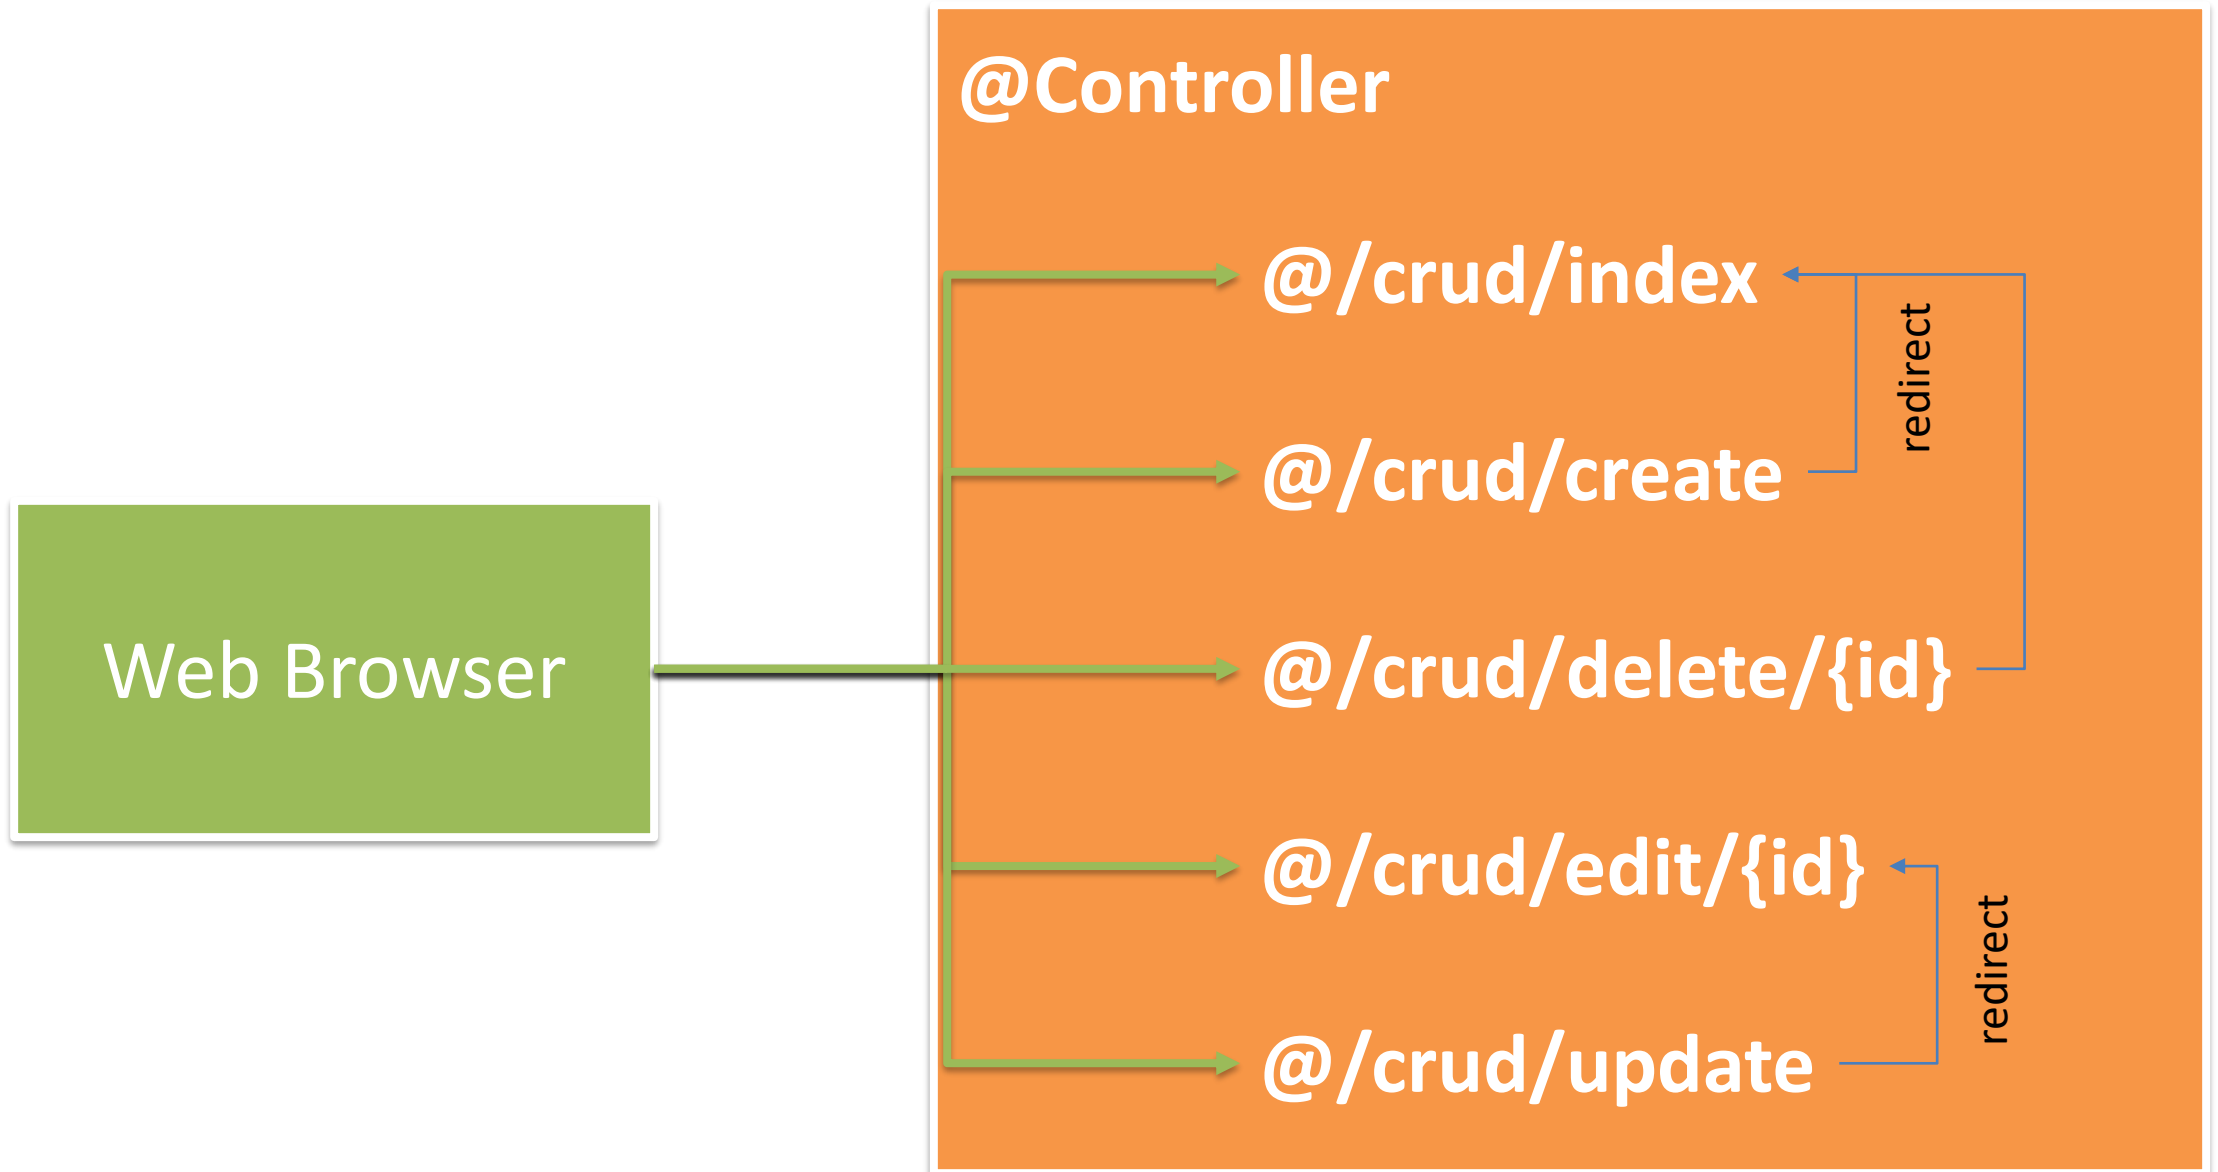 @Controller
@/crud/index
redirect
@/crud/create
Web Browser
@/crud/delete/{id}
@/crud/edit/{id}
redirect
@/crud/update